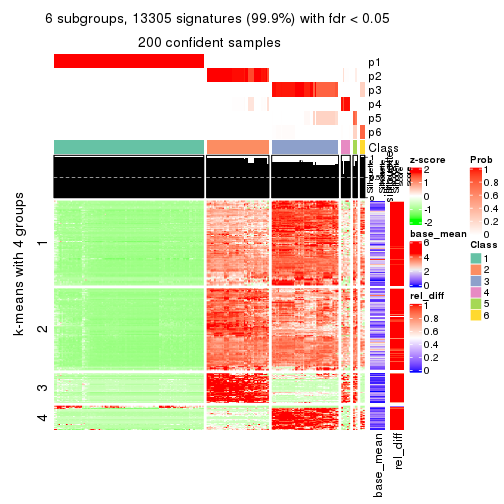 6 subgroups, 13305 signatures (99.9%) with fdr < 0.05
200 confident samples
p1
p2
p3
p4
p5
p6
Class
silhouette
k-means with 4 groups
1
2
3
4
base_mean
rel_diff
z-score
2
1
0
-1
-2
base_mean
6
4
2
0
rel_diff
1
0.8
0.6
0.4
0.2
0
Prob
1
0.8
0.6
0.4
0.2
0
Class
1
2
3
4
5
6